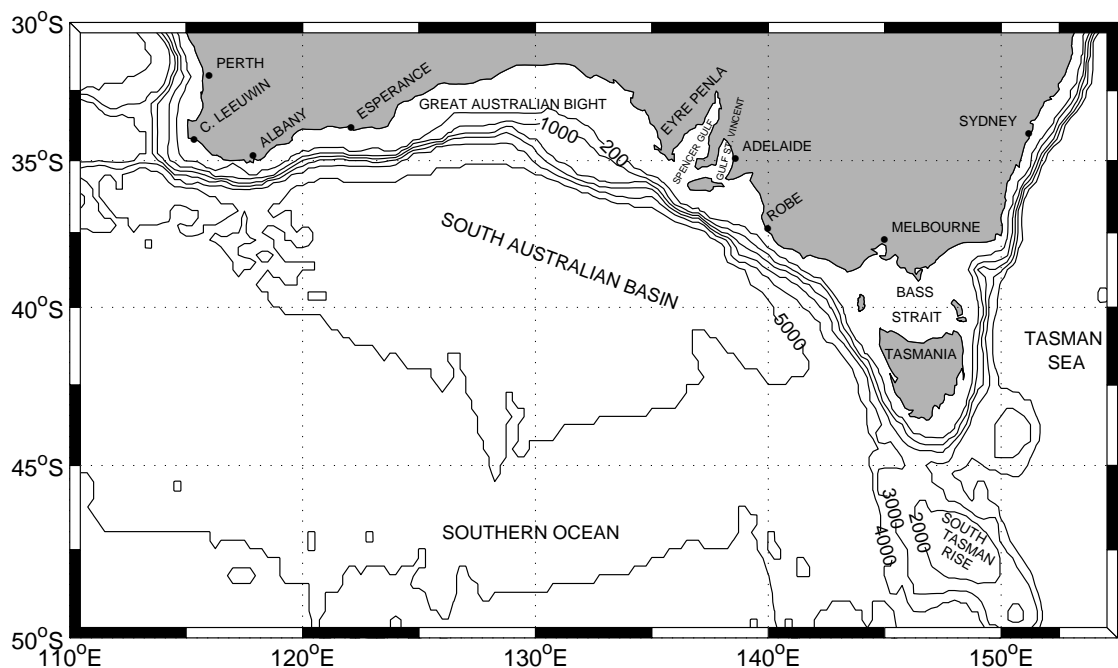 30°S
PERTH
C. LEEUWIN
ALBANY
ESPERANCE
GREAT AUSTRALIAN BIGHT
1000
200
EYRE PENLA
SPENCER GULF
GULF ST. VINCENT
ADELAIDE
SYDNEY
35°S
ROBE
MELBOURNE
SOUTH AUSTRALIAN BASIN
BASS
STRAIT
40°S
5000
TASMANIA
TASMAN
SEA
45°S
3000
4000
2000
SOUTH
TASMAN
RISE
SOUTHERN OCEAN
50°S
110°E
120°E
130°E
140°E
150°E